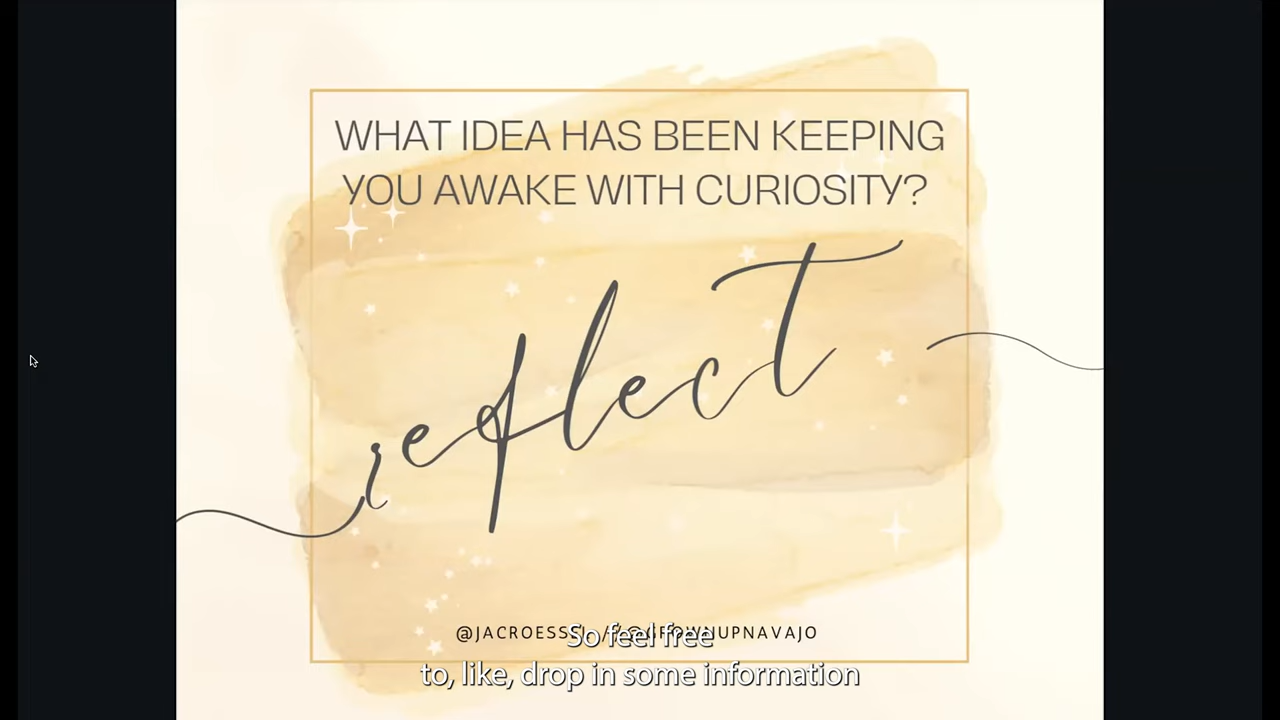 WHAT IDEA HAS BEEN KEEPING
YOU AWAKE WITH CURIOSITY?
reflect
@GROWNUPNAVAJO
So feel free
to, like, drop in some information